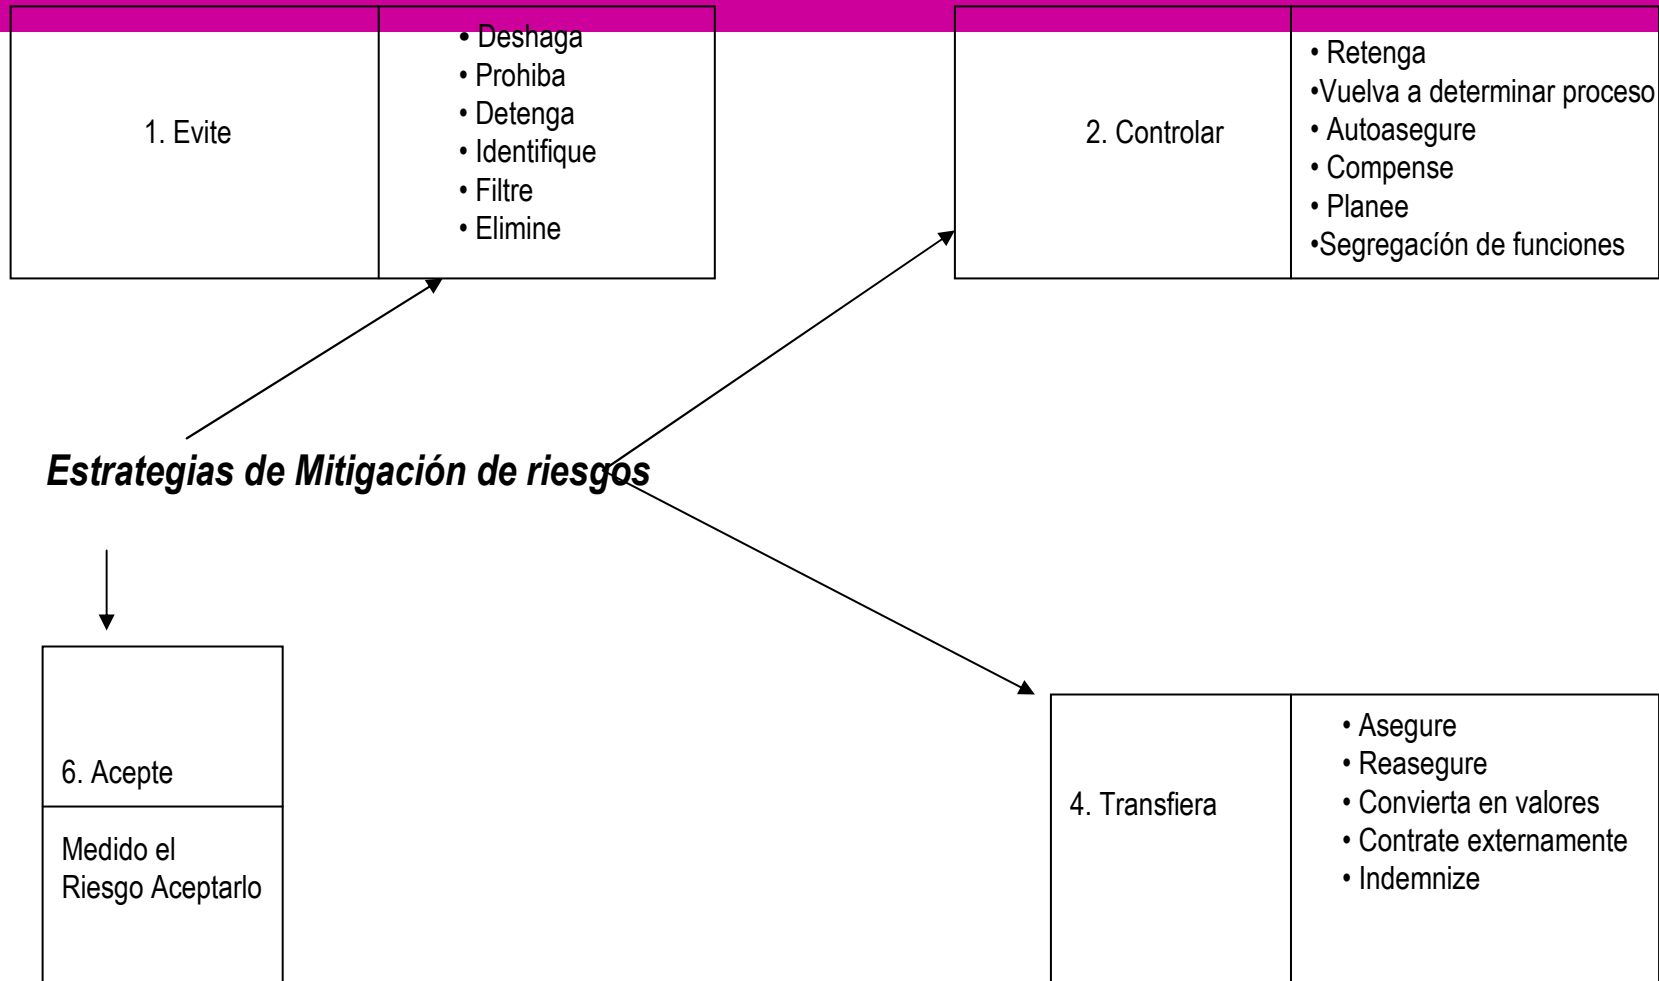 1. Evite
• Deshaga
• Prohiba
• Detenga
• Identifique
• Filtre
• Elimine
2. Controlar
• Retenga
•Vuelva a determinar proceso
• Autoasegure
• Compense
• Planee
•Segregacíón de funciones
Estrategias de Mitigación de riesgos
6. Acepte
Medido el
Riesgo Aceptarlo
4. Transfiera
• Asegure
• Reasegure
• Convierta en valores
• Contrate externamente
• Indemnize